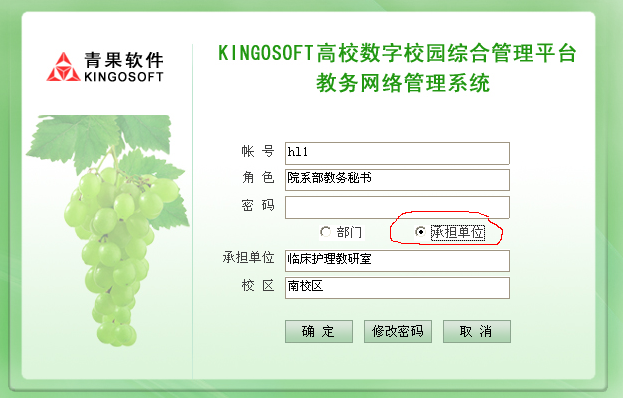 青果软件
KINGOSOFT
KINGOSOFT高校数字校园综合管理平台
教务网络管理系统
帐 号 hl1
角 色 院系部教务秘书
密 码
部门 承担单位
承担单位 临床护理教研室
校 区 南校区
确 定 修改密码 取 消